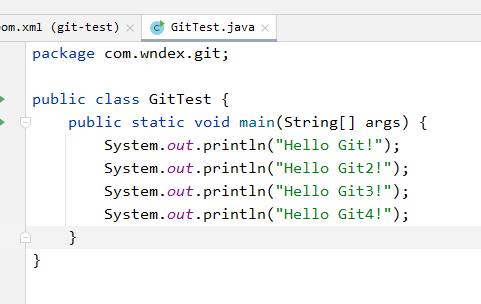 om.xml (git-test) GitTest.java
package com.wndex.git;
public class GitTest {
public static void main(String[] args) {
System.out.println("Hello Git!");
System.out.println("Hello Git2!");
System.out.println("Hello Git3!");
System.out.println("Hello Git4!");
}
}